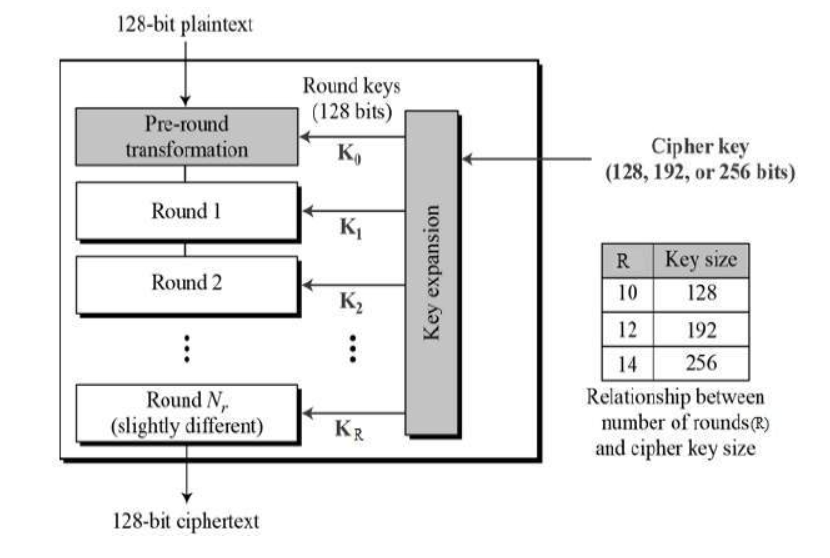 128-bit plaintext
Round keys
(128 bits)
Pre-round
transformation
K0
Cipher key
(128, 192, or 256 bits)
Round 1
K1
Key expansion
Round 2
K2
R Key size
10 128
12 192
14 256
Round Nr
(slightly different)
KR
Relationship between
number of rounds(R)
and cipher key size
128-bit ciphertext